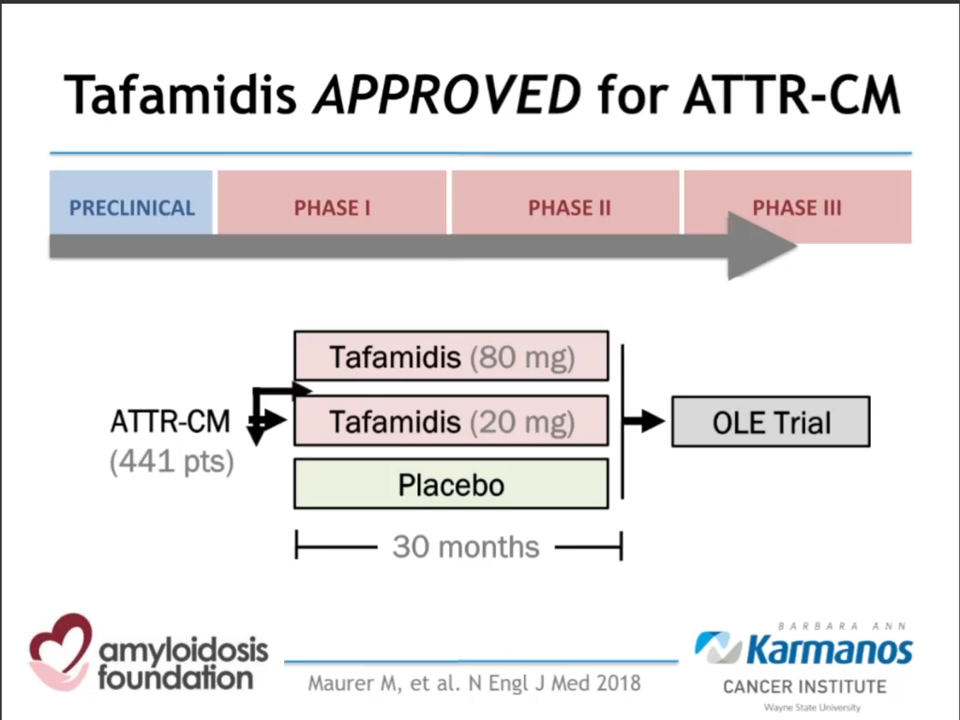 Tafamidis APPROVED for ATTR-CM
PRECLINICAL
PHASE I
PHASE II
PHASE III
Tafamidis (80 mg)
ATTR-CM
(441 pts)
Tafamidis (20 mg)
Placebo
OLE Trial
30 months
amyloidosis
foundation
Maurer M, et al. N Engl J Med 2018
BARBARA ANN
Karmanos
CANCER INSTITUTE
Wayne State University